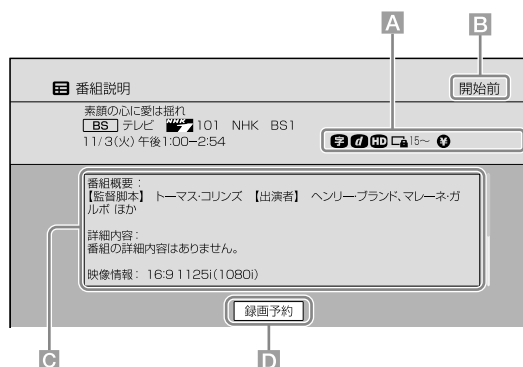 A B
番組説明 開始前
素顔の心に愛は揺れ
BS テレビ NHK 101 NHK BS1
11/3(火) 午後1:00-2:54 字 d HD 15~ ¥
番組概要:
【監督脚本】 トーマス・コリンズ 【出演者】 ヘンリー・ブランド、マレーネ・ガ
ルボ ほか
詳細内容:
番組の詳細内容はありません。
映像情報: 16:9 1125i(1080i)
録画予約
C D